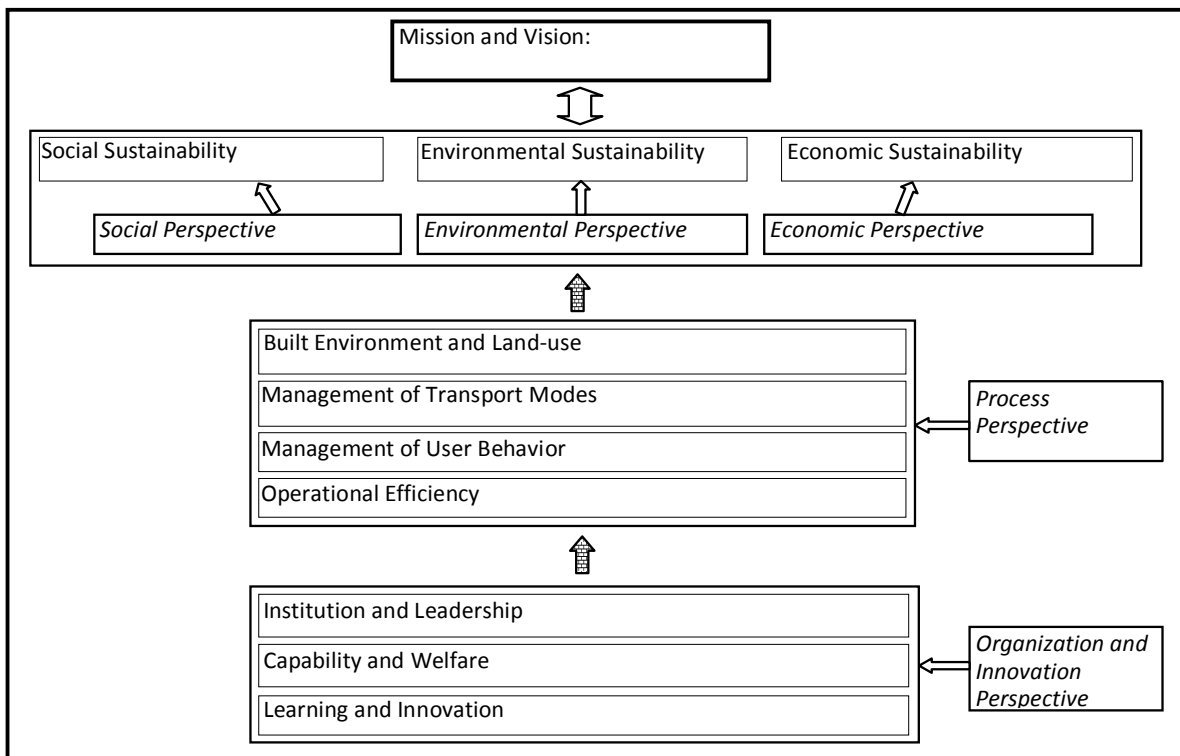 Mission and Vision:
Social Sustainability
Environmental Sustainability
Economic Sustainability
Social Perspective
Environmental Perspective
Economic Perspective
Built Environment and Land-use
Management of Transport Modes
Management of User Behavior
Operational Efficiency
Process
Perspective
Institution and Leadership
Capability and Welfare
Learning and Innovation
Organization and
Innovation
Perspective